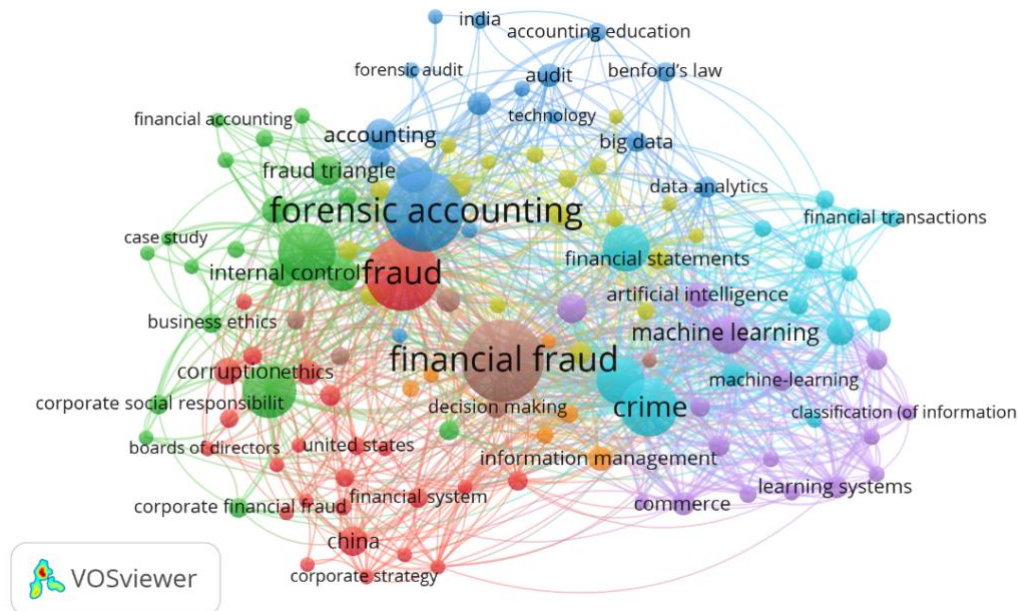 india
accounting education
forensic audit
audit
benford's law
financial accounting
technology
accounting
big data
fraud triangle
data analytics
forensic accounting
financial transactions
case study
financial statements
internal control
fraud
artificial intelligence
business ethics
machine learning
financial fraud
corruption
ethics
machine-learning
corporate social responsibilit
decision making
crime
classification (of information
boards of directors
united states
information management
learning systems
corporate financial fraud
financial system
commerce
china
corporate strategy
VOSviewer